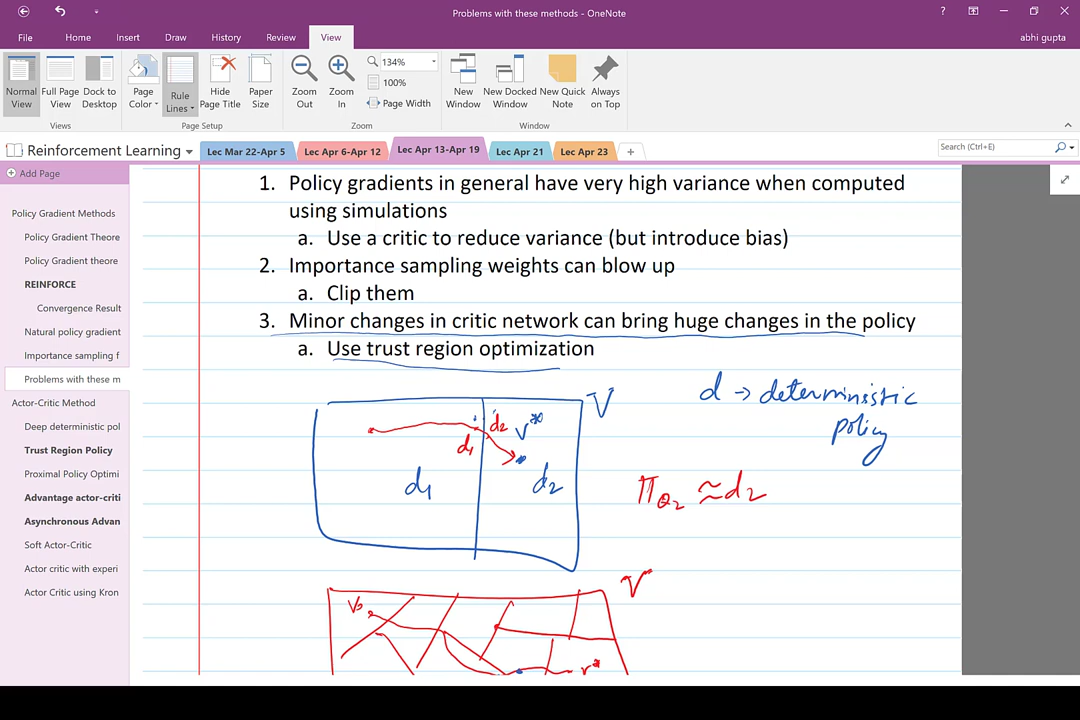 Problems with these methods - OneNote
File Home Insert Draw History Review View abhi gupta
Normal View
Full Page View
Dock to Desktop
Views
Page Color
Rule Lines
Hide Page Title
Paper Size
Page Setup
Zoom Out
Zoom In
134%
100%
Page Width
Zoom
New Window
New Docked Window
New Quick Note
Always on Top
Window
Reinforcement Learning
Lec Mar 22-Apr 5
Lec Apr 6-Apr 12
Lec Apr 13-Apr 19
Lec Apr 21
Lec Apr 23
+
Search (Ctrl+E)
Add Page
Policy Gradient Methods
Policy Gradient Theore
Policy Gradient theore
REINFORCE
Convergence Result
Natural policy gradient
Importance sampling f
Problems with these m
Actor-Critic Method
Deep deterministic pol
Trust Region Policy
Proximal Policy Optimi
Advantage actor-criti
Asynchronous Advan
Soft Actor-Critic
Actor critic with experi
Actor Critic using Kron
1. Policy gradients in general have very high variance when computed
using simulations
a. Use a critic to reduce variance (but introduce bias)
2. Importance sampling weights can blow up
a. Clip them
3. Minor changes in critic network can bring huge changes in the policy
a. Use trust region optimization
V
d → deterministic
policy
d1
d2
V*
d1
d2
πθ2 ≃ d2
V
V0
V*